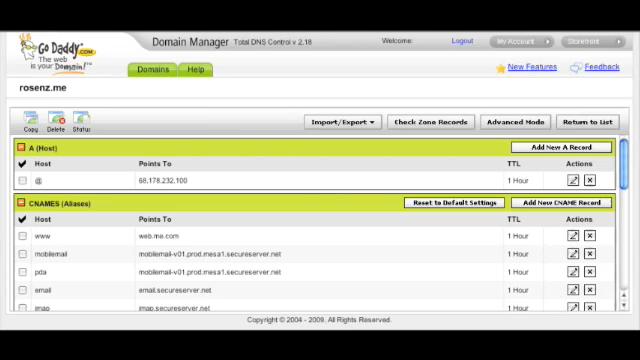 Go Daddy.com
The web
is your Domain!™
Domain Manager Total DNS Control v 2.18
Welcome: Logout My Account Storefront
Domains Help
New Features Feedback
rosenz.me
Copy Delete Status
Import/Export Check Zone Records Advanced Mode Return to List
A (Host) Add New A Record
Host Points To TTL Actions
@ 68.178.232.100 1 Hour
CNAMES (Aliases) Reset to Default Settings Add New CNAME Record
Host Points To TTL Actions
www web.me.com 1 Hour
mobilemail mobilemail-v01.prod.mesa1.secureserver.net 1 Hour
pda mobilemail-v01.prod.mesa1.secureserver.net 1 Hour
email email.secureserver.net 1 Hour
imap imap.secureserver.net 1 Hour
Copyright © 2004 - 2009. All Rights Reserved.